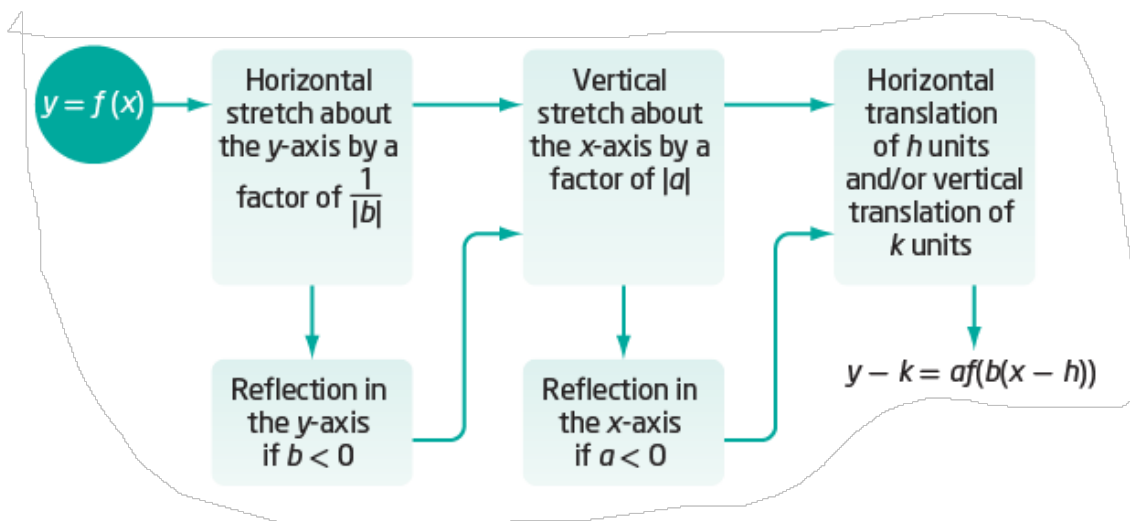 y = f(x)
Horizontal
stretch about
the y-axis by a
factor of 1/|b|
Vertical
stretch about
the x-axis by a
factor of |a|
Horizontal
translation
of h units
and/or vertical
translation of
k units
Reflection in
the y-axis
if b < 0
Reflection in
the x-axis
if a < 0
y – k = af(b(x – h))